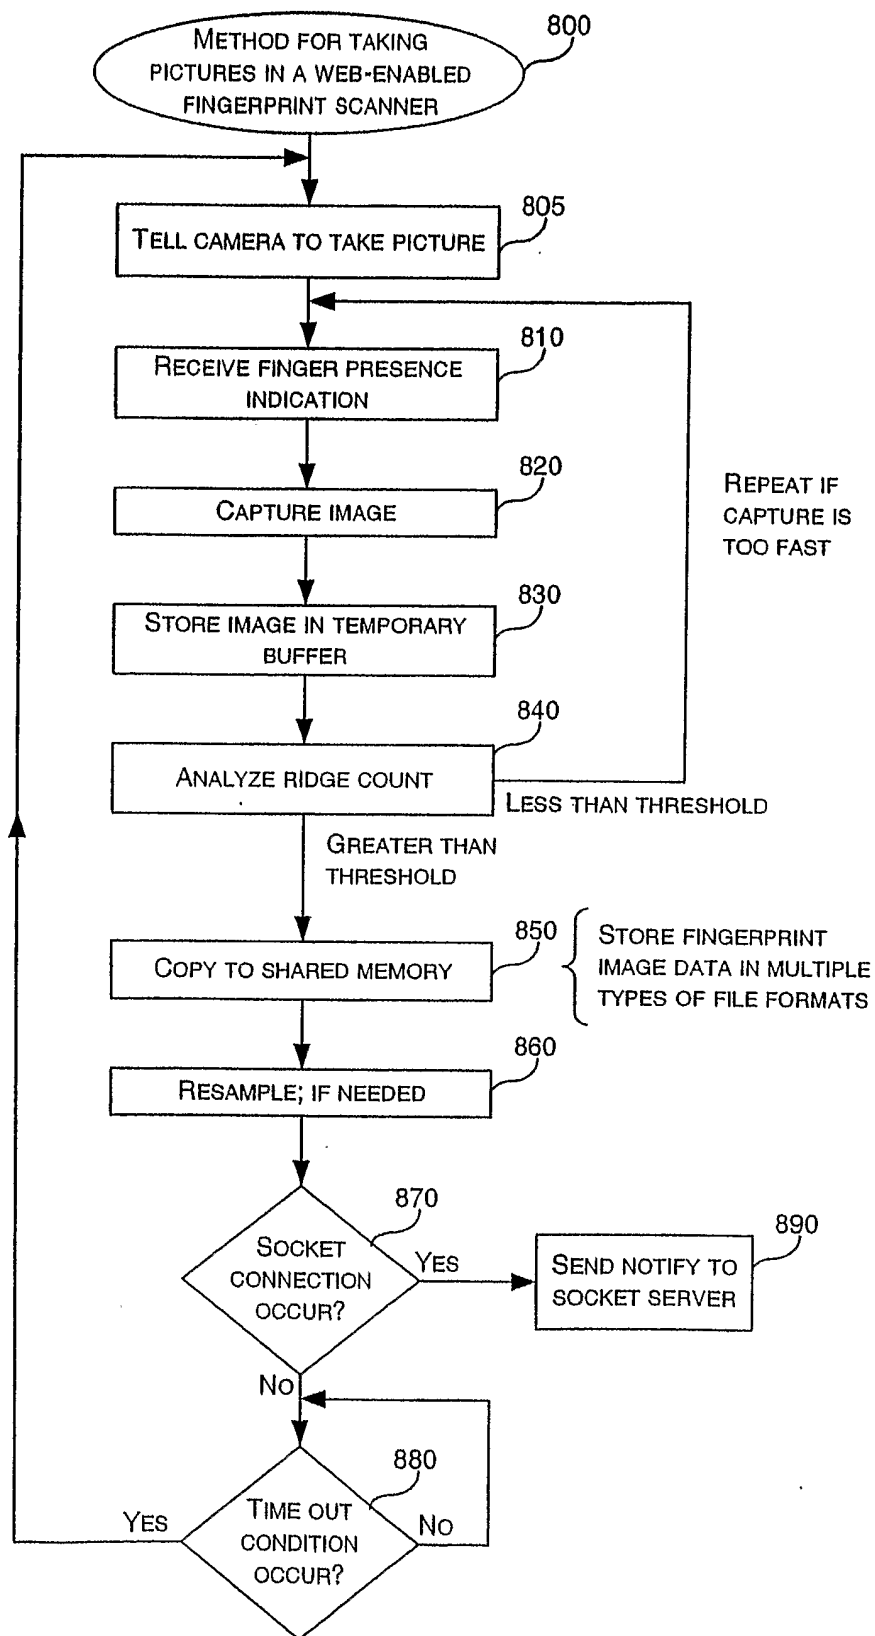 METHOD FOR TAKING
PICTURES IN A WEB-ENABLED
FINGERPRINT SCANNER
800
TELL CAMERA TO TAKE PICTURE
805
RECEIVE FINGER PRESENCE
INDICATION
810
CAPTURE IMAGE
820
REPEAT IF
CAPTURE IS
TOO FAST
STORE IMAGE IN TEMPORARY
BUFFER
830
ANALYZE RIDGE COUNT
840
LESS THAN THRESHOLD
GREATER THAN
THRESHOLD
COPY TO SHARED MEMORY
850
STORE FINGERPRINT
IMAGE DATA IN MULTIPLE
TYPES OF FILE FORMATS
RESAMPLE; IF NEEDED
860
SOCKET
CONNECTION
OCCUR?
870
YES
SEND NOTIFY TO
SOCKET SERVER
890
NO
TIME OUT
CONDITION
OCCUR?
880
YES
NO